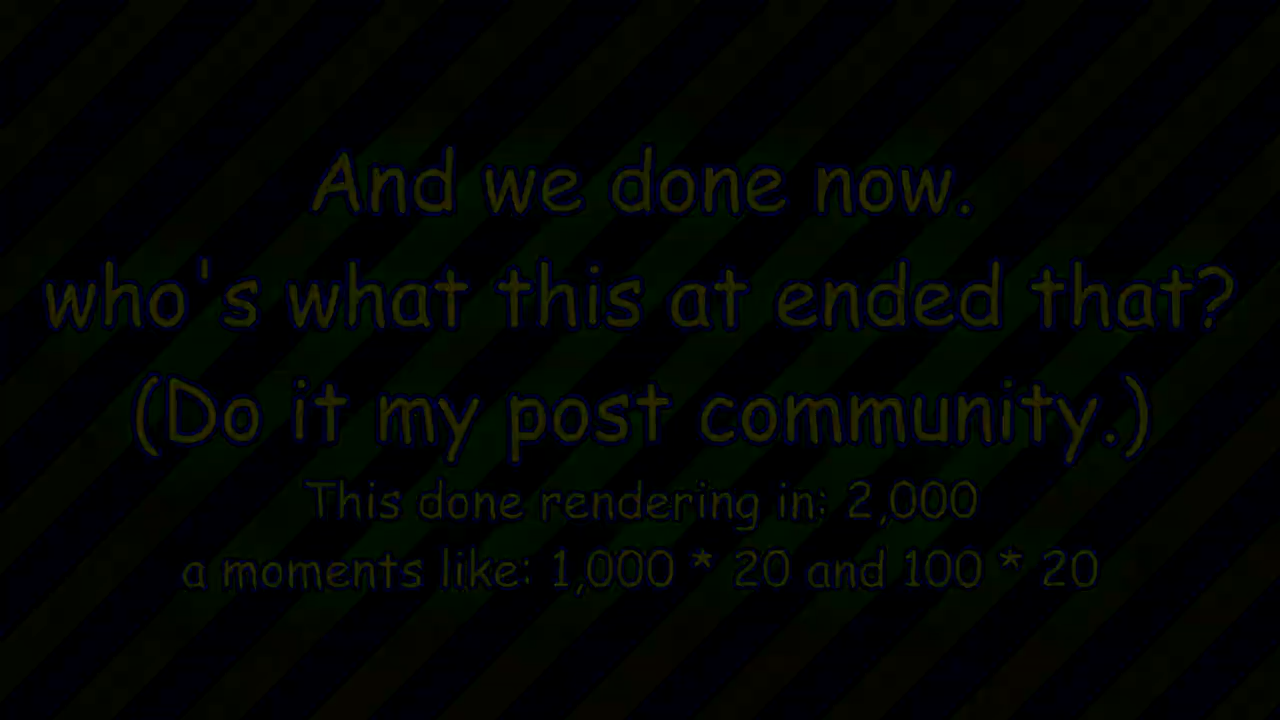 And we done now.
who's what this at ended that?
(Do it my post community.)
This done rendering in: 2,000
a moments like: 1,000 * 20 and 100 * 20